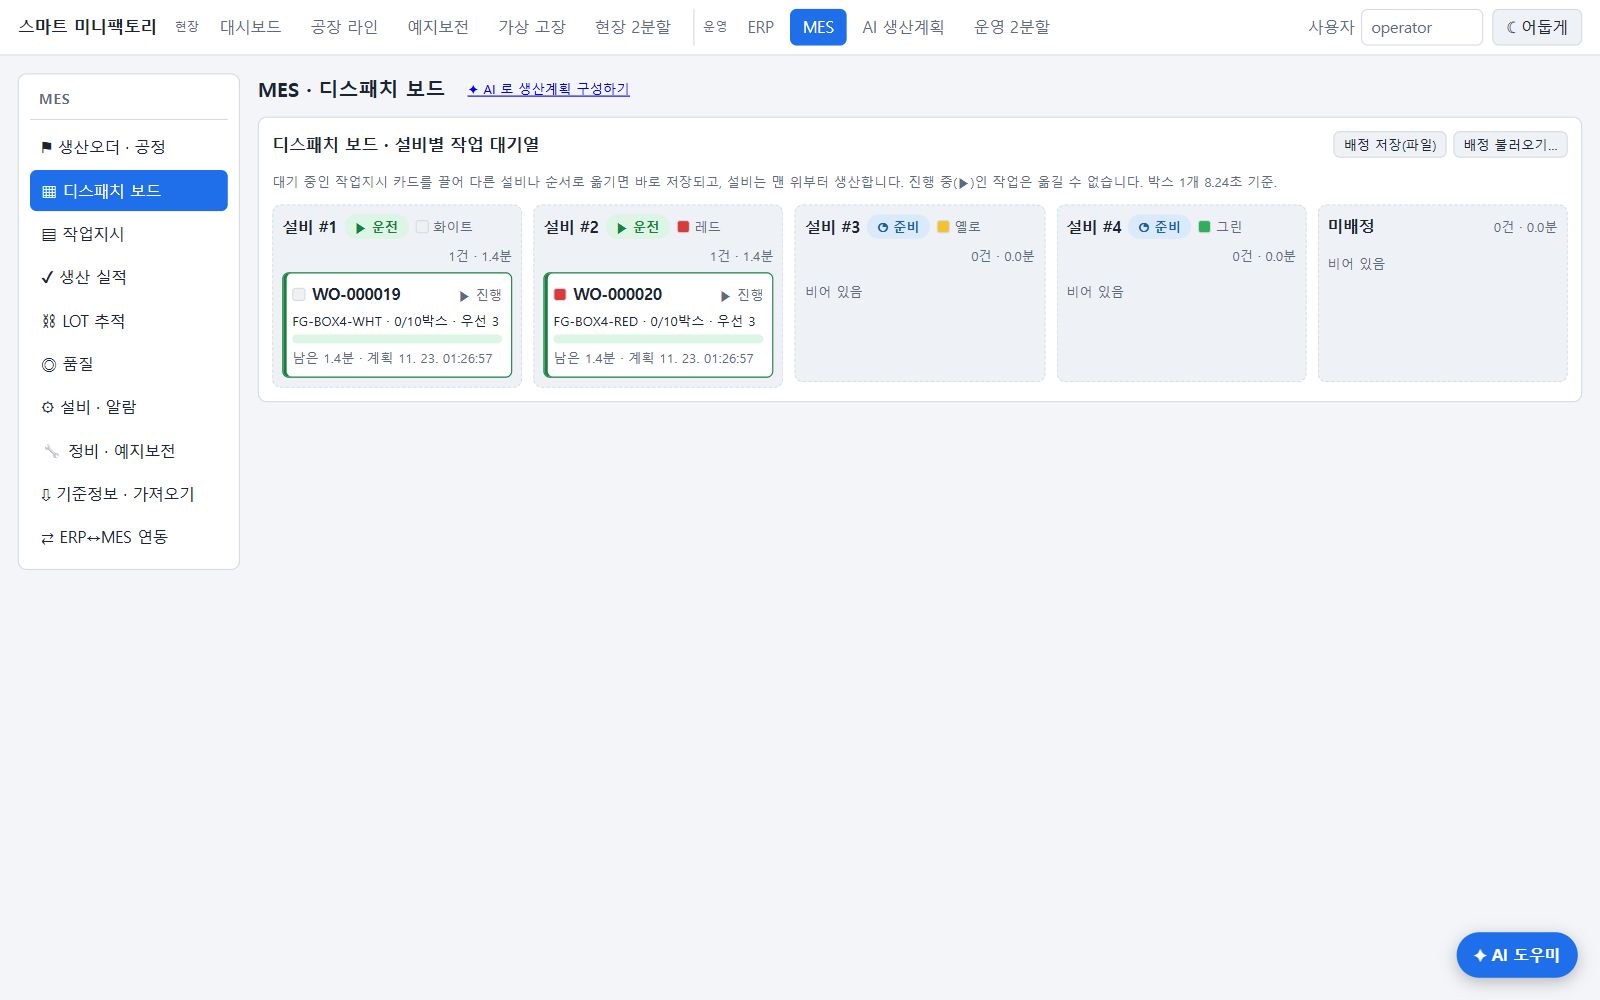 스마트 미니팩토리 현장 대시보드 공장 라인 예지보전 가상 고장 현장 2분할 운영 ERP MES AI 생산계획 운영 2분할 사용자 operator ☾ 어둡게
MES
⚑ 생산오더 · 공정
▦ 디스패치 보드
▤ 작업지시
✓ 생산 실적
⛓ LOT 추적
◎ 품질
⚙ 설비 · 알람
🔧 정비 · 예지보전
⇩ 기준정보 · 가져오기
⇄ ERP↔MES 연동
MES · 디스패치 보드 ✦ AI 로 생산계획 구성하기
디스패치 보드 · 설비별 작업 대기열 배정 저장(파일) 배정 불러오기...
대기 중인 작업지시 카드를 끌어 다른 설비나 순서로 옮기면 바로 저장되고, 설비는 맨 위부터 생산합니다. 진행 중(▶)인 작업은 옮길 수 없습니다. 박스 1개 8.24초 기준.
설비 #1 ▶ 운전 화이트
1건 · 1.4분
WO-000019 ▶ 진행
FG-BOX4-WHT · 0/10박스 · 우선 3
남은 1.4분 · 계획 11. 23. 01:26:57
설비 #2 ▶ 운전 레드
1건 · 1.4분
WO-000020 ▶ 진행
FG-BOX4-RED · 0/10박스 · 우선 3
남은 1.4분 · 계획 11. 23. 01:26:57
설비 #3 ◔ 준비 옐로
0건 · 0.0분
비어 있음
설비 #4 ◔ 준비 그린
0건 · 0.0분
비어 있음
미배정 0건 · 0.0분
비어 있음
✦ AI 도우미